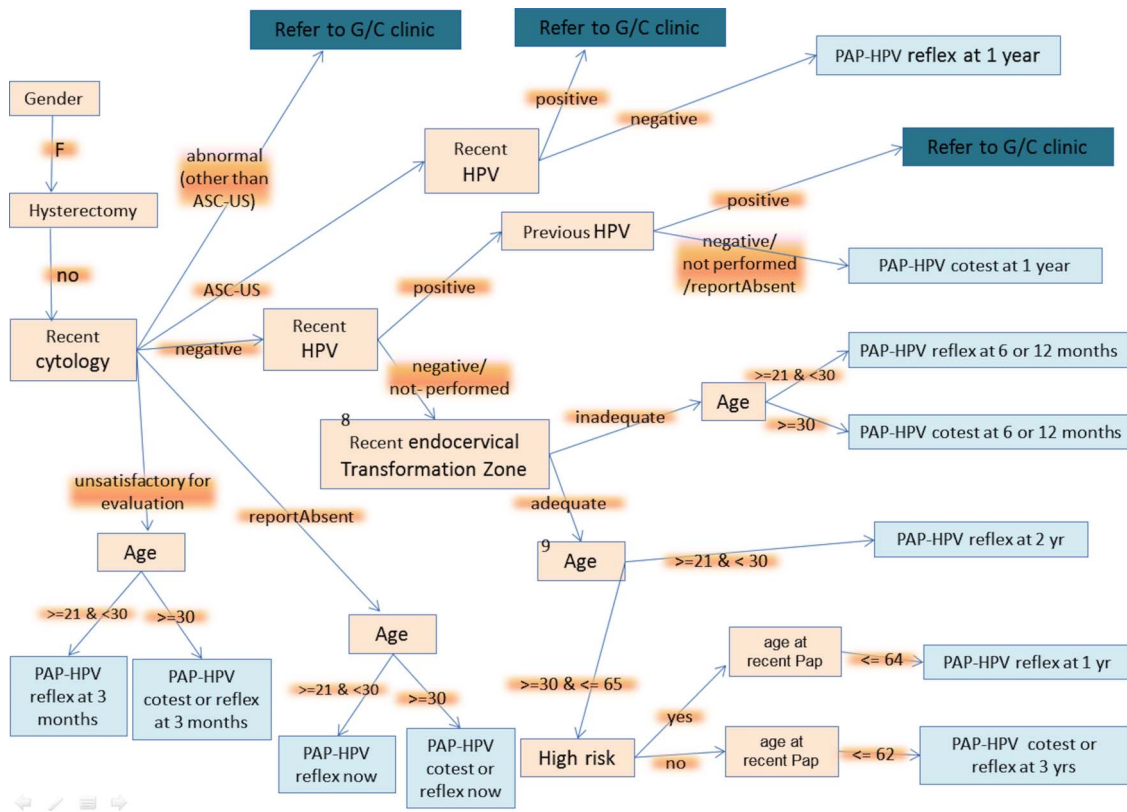 Refer to G/C clinic
Refer to G/C clinic
PAP-HPV reflex at 1 year
Gender
positive
negative
F
abnormal
(other than
ASC-US)
Recent
HPV
Refer to G/C clinic
Hysterectomy
positive
Previous HPV
negative/
not performed
/reportAbsent
PAP-HPV cotest at 1 year
no
ASC-US
positive
Recent
cytology
negative
Recent
HPV
PAP-HPV reflex at 6 or 12 months
negative/
not- performed
>=21 & <30
Age
>=30
inadequate
PAP-HPV cotest at 6 or 12 months
8
Recent endocervical
Transformation Zone
unsatisfactory for
evaluation
reportAbsent
adequate
Age
9
Age
>=21 & < 30
PAP-HPV reflex at 2 yr
>=21 & <30
>=30
Age
PAP-HPV
reflex at 3
months
PAP-HPV
cotest or reflex
at 3 months
>=30 & <= 65
age at
recent Pap
<= 64
PAP-HPV reflex at 1 yr
>=21 & <30
>=30
yes
PAP-HPV
reflex now
PAP-HPV
cotest or
reflex now
High risk
no
age at
recent Pap
<= 62
PAP-HPV cotest or
reflex at 3 yrs